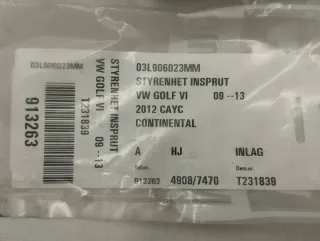 03L906023MM
STYRENHET INSPRUT
VW GOLF VI 09 --13
T231839
913263
03L906023MM
STYRENHET INSPRUT
VW GOLF VI 09 --13
2012 CAYC
CONTINENTAL
A HJ INLAG
913263 4908/7470 T231839